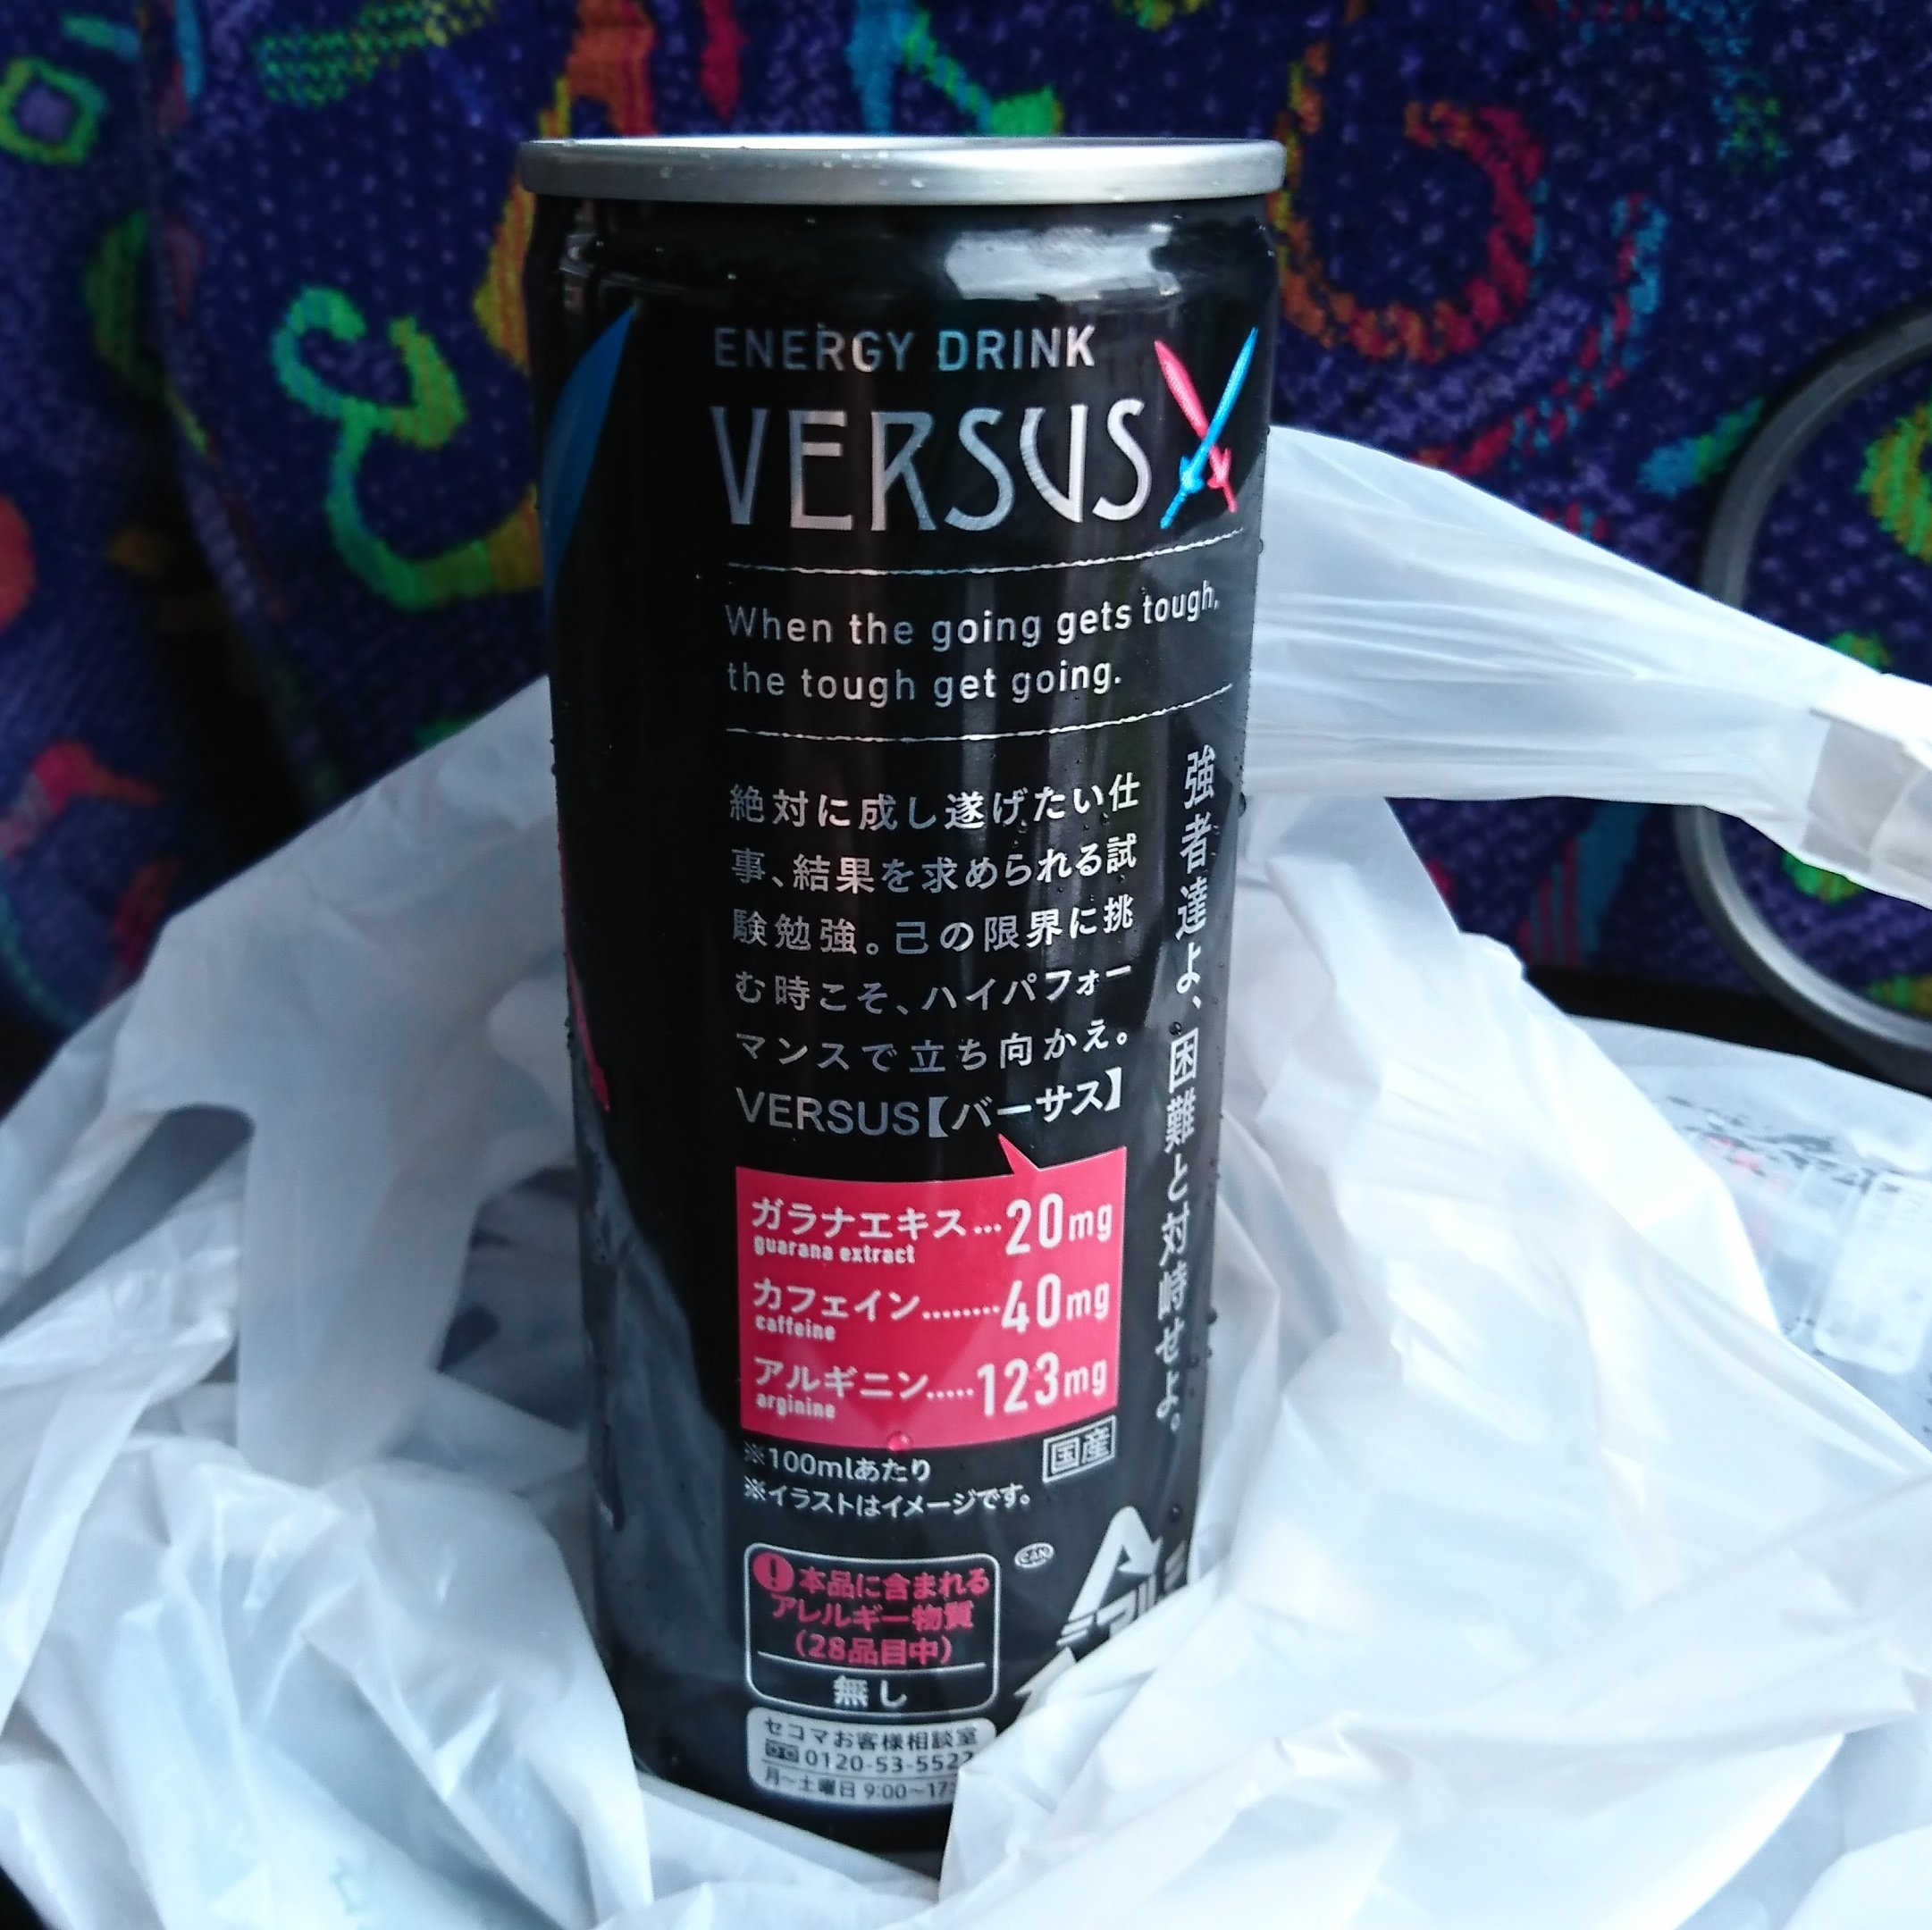 ENERGY DRINK
VERSUS
When the going gets tough,
the tough get going.
強者達よ、困難と対峙せよ。
絶対に成し遂げたい仕
事、結果を求められる試
験勉強。己の限界に挑
む時こそ、ハイパフォー
マンスで立ち向かえ。
VERSUS【バーサス】
ガラナエキス…20mg
guarana extract
カフェイン........40mg
caffeine
アルギニン.....123mg
arginine
※100mlあたり
国産
※イラストはイメージです。
CAN
! 本品に含まれる
アレルギー物質
(28品目中)
無し
アルミ
セコマお客様相談室
0120-53-552
月～土曜日 9:00～17: